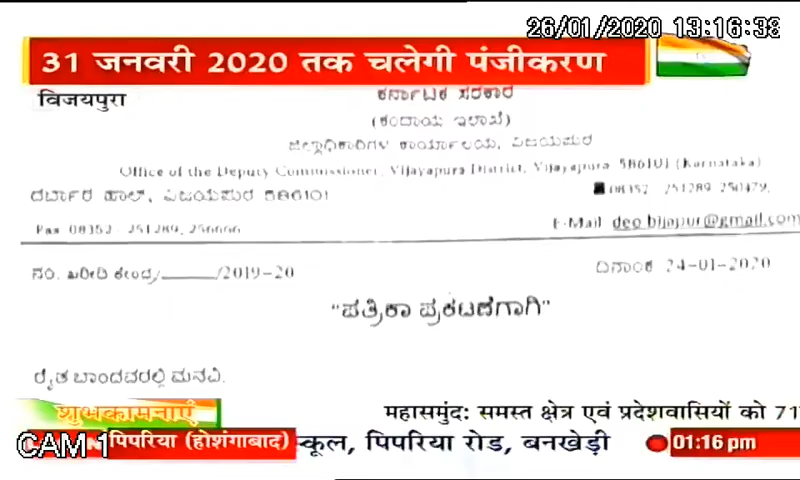 26/01/2020 13:16:38
31 जनवरी 2020 तक चलेगी पंजीकरण
विजयपुरा
ಕರ್ನಾಟಕ ಸರಕಾರ
(ಕಂದಾಯ ಇಲಾಖೆ)
ಜಿಲ್ಲಾಧಿಕಾರಿಗಳ ಕಾರ್ಯಾಲಯ, ವಿಜಯಪುರ
Office of the Deputy Commissioner, Vijayapura District, Vijayapura 586101 (Karnataka)
ದರ್ಬಾರ ಹಾಲ್, ವಿಜಯಪುರ 586101
08352 251289 250479,
Fax 08352 251289, 256666
E-Mail deo.bijapur@gmail.com
ನಂ. ಖರೀದಿ ಕೇಂದ್ರ/______/2019-20
ದಿನಾಂಕ 24-01-2020
"ಪತ್ರಿಕಾ ಪ್ರಕಟಣೆಗಾಗಿ"
ರೈತ ಬಾಂದವರಲ್ಲಿ ಮನವಿ.
शुभकामनाएं
महासमुंद: समस्त क्षेत्र एवं प्रदेशवासियों को 71
CAM 1
पिपरिया (होशंगाबाद)
स्कूल, पिपरिया रोड, बनखेड़ी
01:16 pm